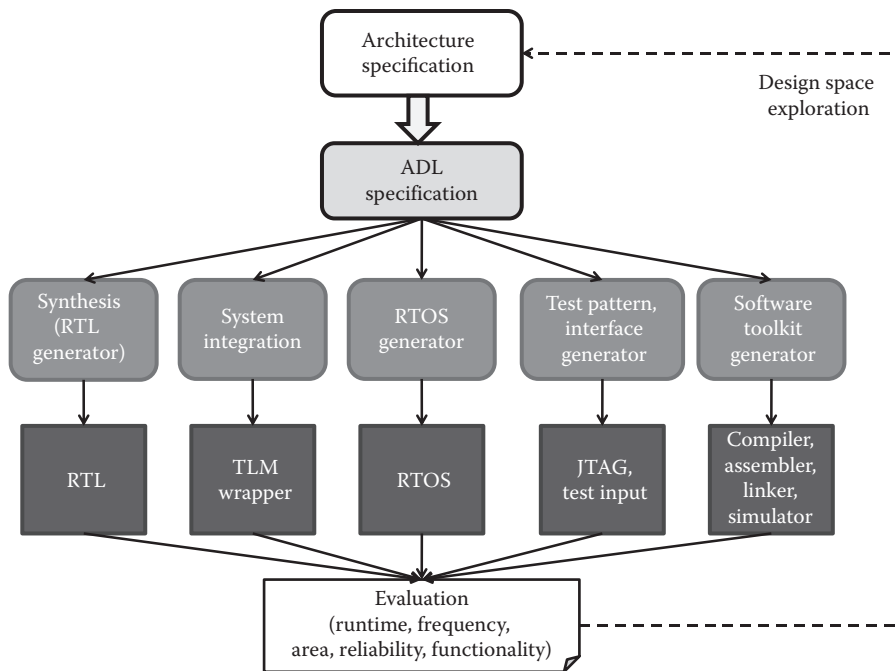 Architecture
specification
Design space
exploration
ADL
specification
Synthesis
(RTL
generator)
System
integration
RTOS
generator
Test pattern,
interface
generator
Software
toolkit
generator
RTL
TLM
wrapper
RTOS
JTAG,
test input
Compiler,
assembler,
linker,
simulator
Evaluation
(runtime, frequency,
area, reliability, functionality)